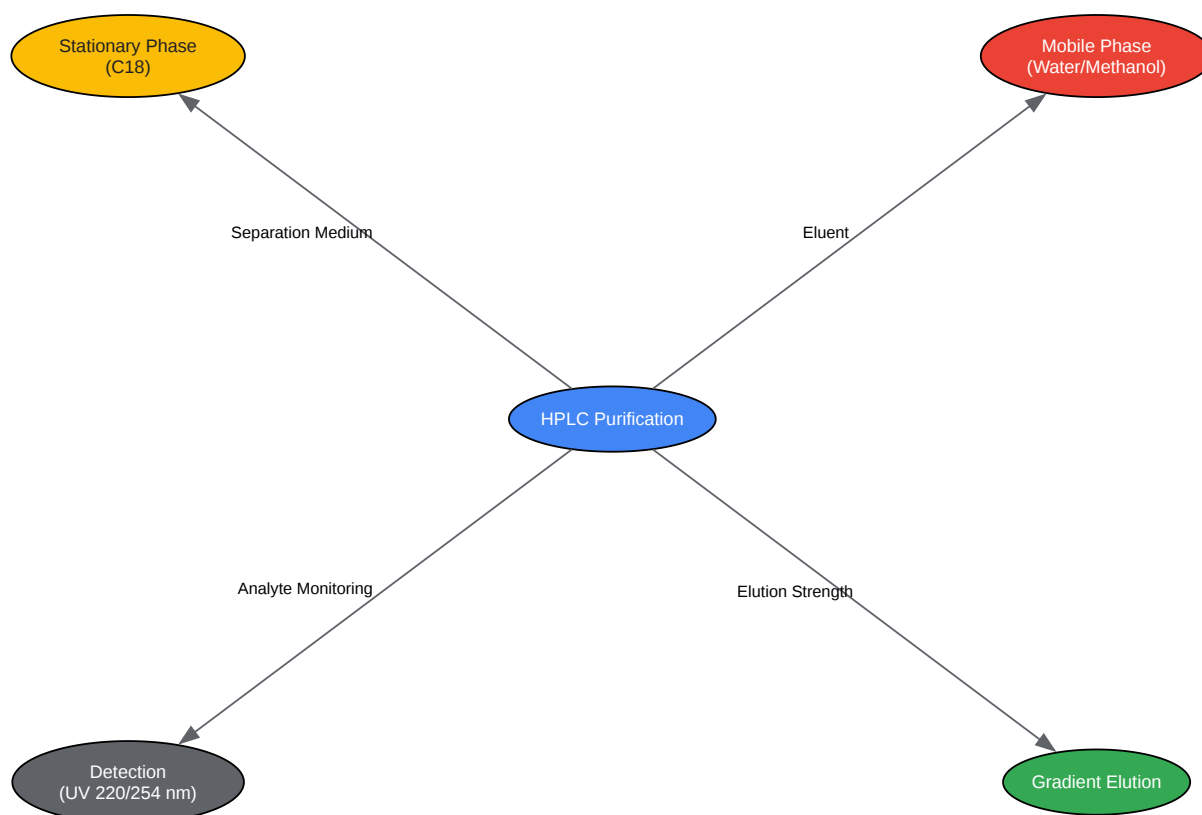 Stationary Phase
(C18)
Mobile Phase
(Water/Methanol)
Separation Medium
Eluent
HPLC Purification
Analyte Monitoring
Elution Strength
Detection
(UV 220/254 nm)
Gradient Elution